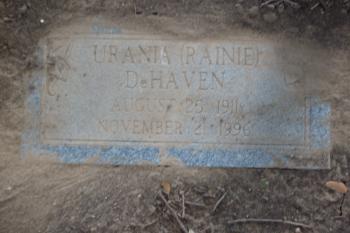 URANIA (RAINIE)
DeHAVEN
AUGUST 25, 1911
NOVEMBER 2, 1996